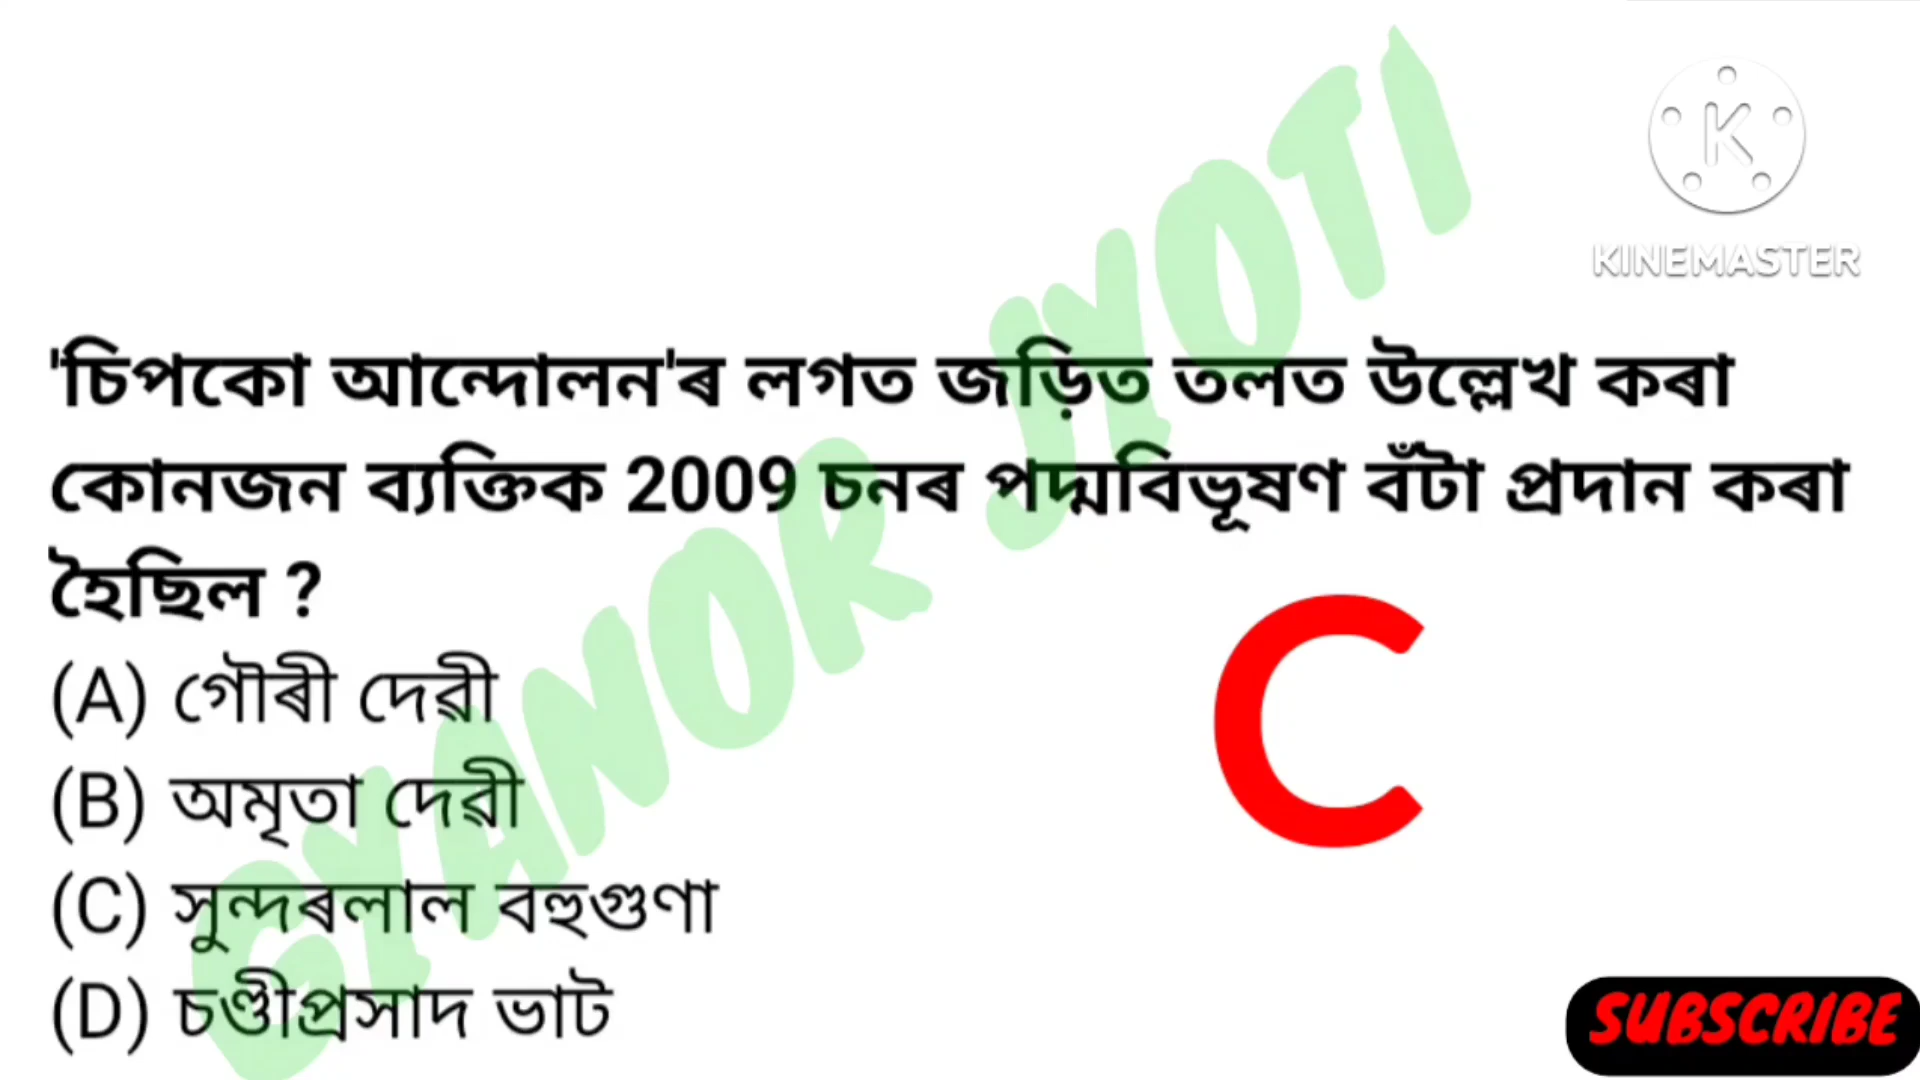 KINEMASTER
'চিপকো আন্দোলন'ৰ লগত জড়িত তলত উল্লেখ কৰা
কোনজন ব্যক্তিক 2009 চনৰ পদ্মবিভূষণ বঁটা প্ৰদান কৰা
হৈছিল ?
(A) গৌৰী দেৱী
(B) অমৃতা দেৱী
(C) সুন্দৰলাল বহুগুণা
(D) চণ্ডীপ্ৰসাদ ভাট
C
GYANOR JYOTI
SUBSCRIBE